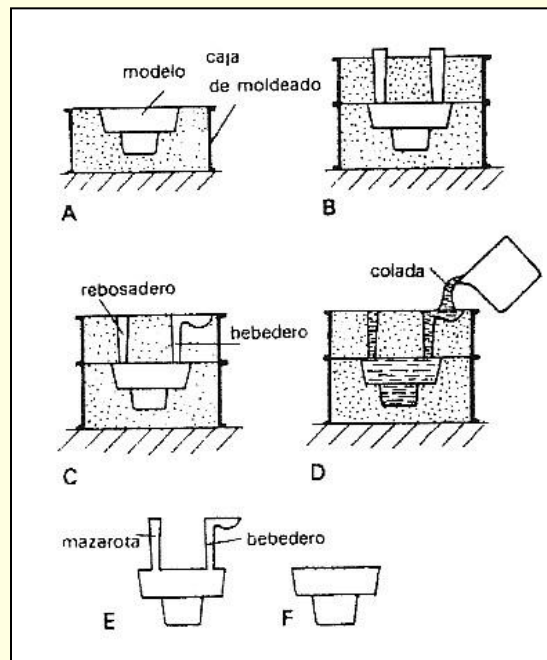 caja
modelo
de moldeado
A
B
colada
rebosadero
bebedero
C
D
mazarota
bebedero
E
F